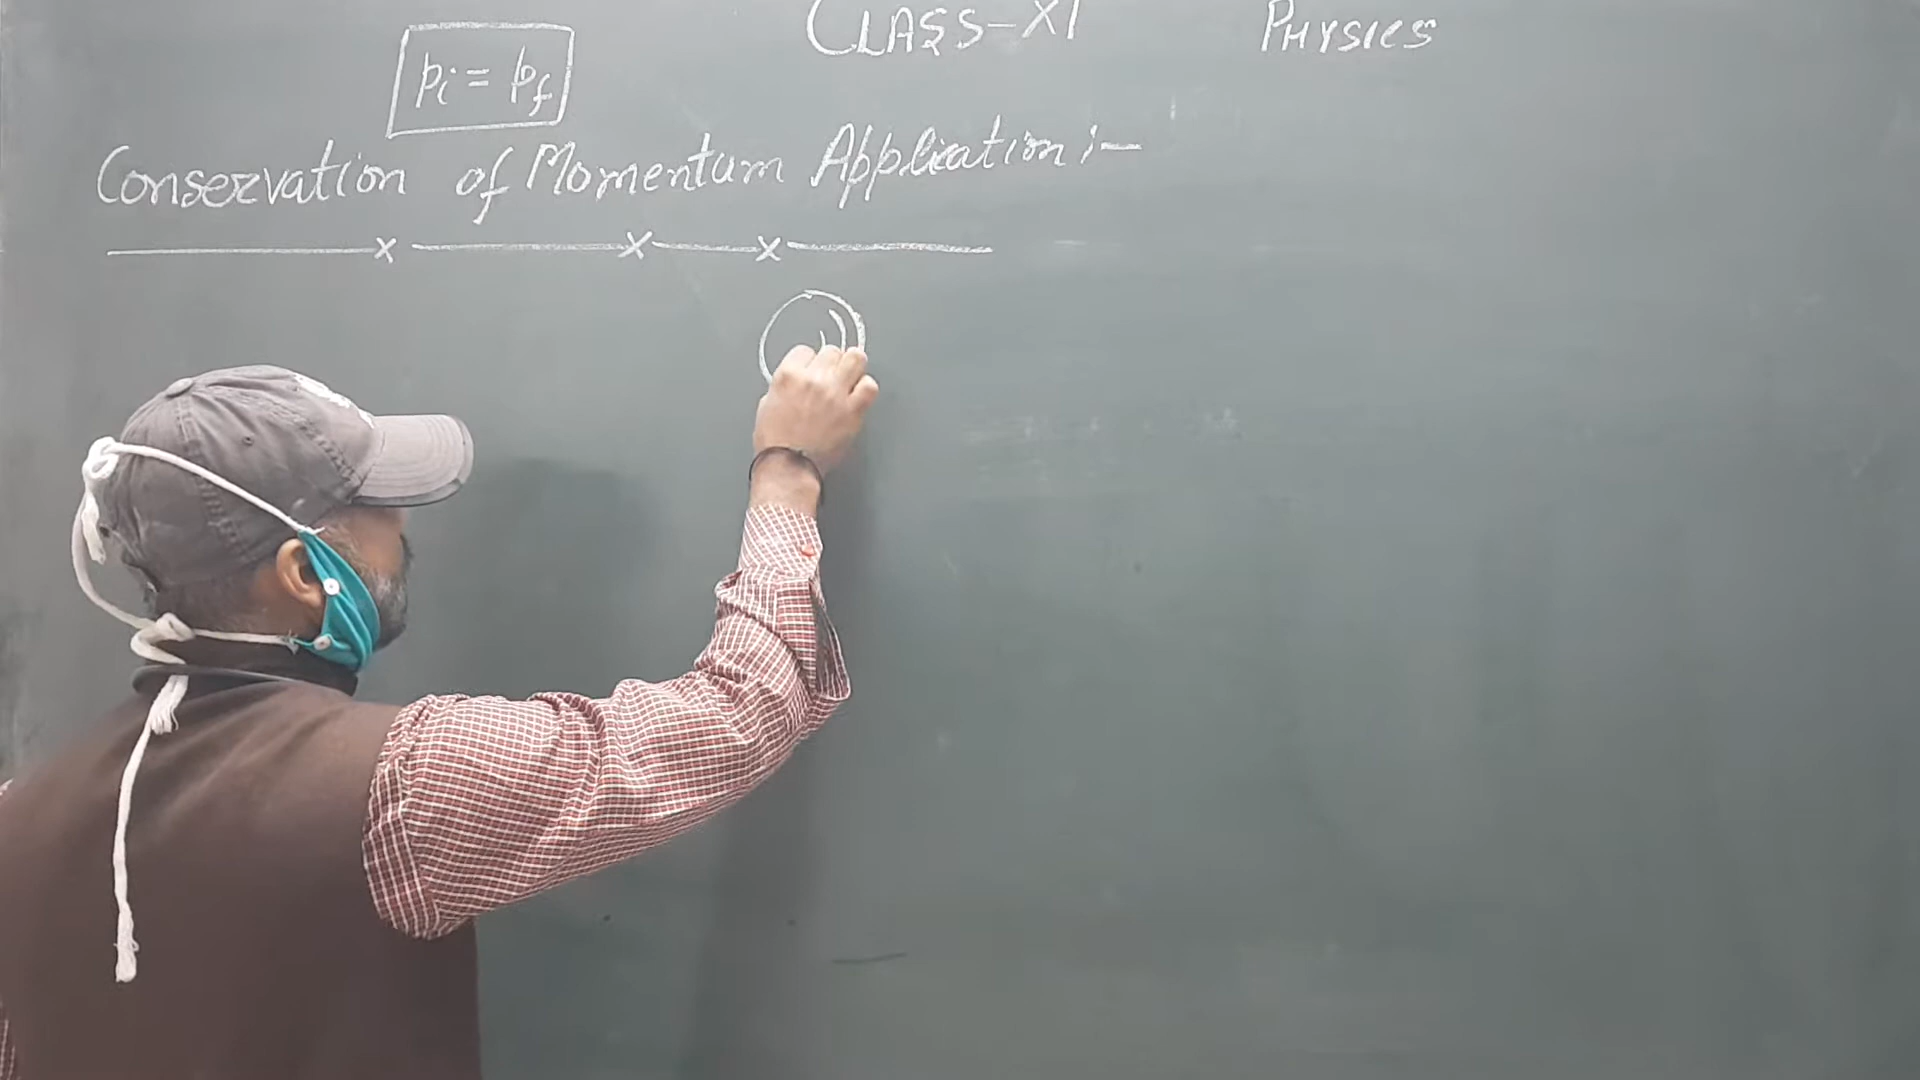 CLASS-XI PHYSICS
pi = pf
Conservation of Momentum Application :-